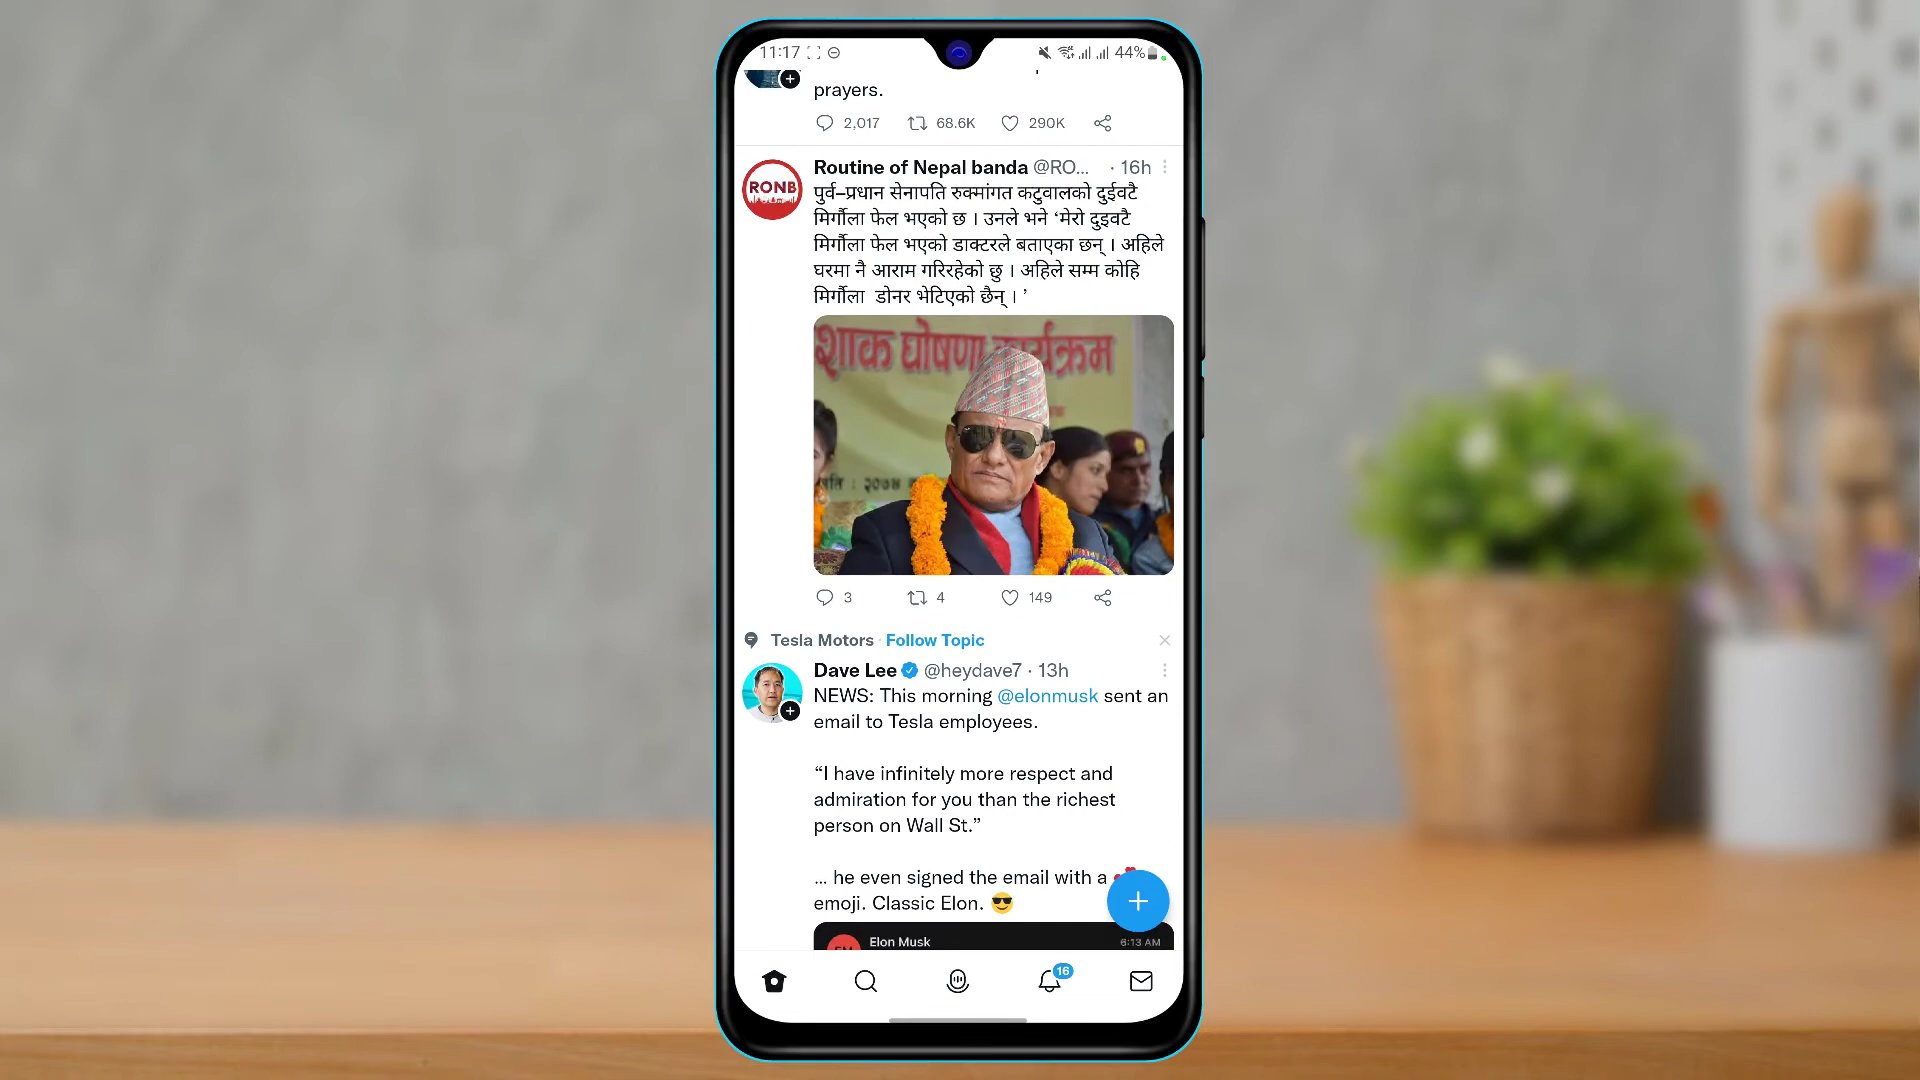 11:17
44%
prayers.
2,017 68.6K 290K
Routine of Nepal banda @RO... · 16h
RONB
पुर्व–प्रधान सेनापति रुक्मांगत कटुवालको दुईवटै
मिर्गौला फेल भएको छ । उनले भने ‘मेरो दुइवटै
मिर्गौला फेल भएको डाक्टरले बताएका छन् । अहिले
घरमा नै आराम गरिरहेको छु । अहिले सम्म कोहि
मिर्गौला डोनर भेटिएको छैन् । ’
शाक घोषणा कार्यक्रम
: २०७४
3 4 149
Tesla Motors · Follow Topic
Dave Lee @heydave7 · 13h
NEWS: This morning @elonmusk sent an
email to Tesla employees.
“I have infinitely more respect and
admiration for you than the richest
person on Wall St.”
... he even signed the email with a 💕
emoji. Classic Elon. 😎
Elon Musk 6:13 AM
16